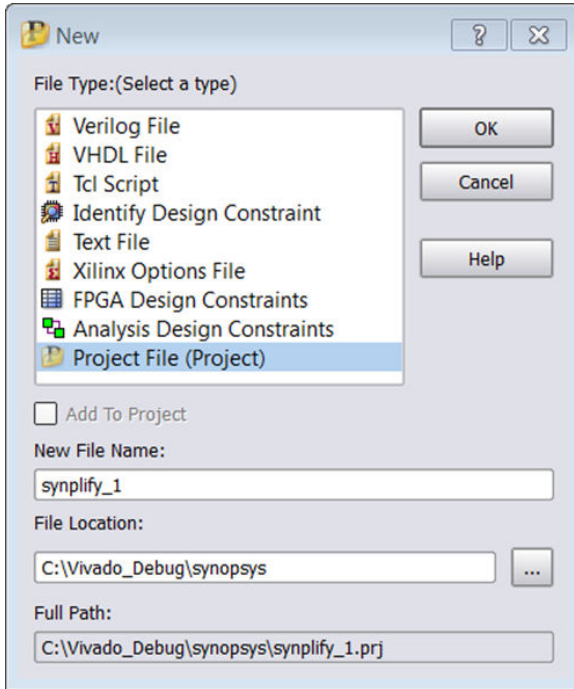 New
File Type:(Select a type)
Verilog File
VHDL File
Tcl Script
Identify Design Constraint
Text File
Xilinx Options File
FPGA Design Constraints
Analysis Design Constraints
Project File (Project)
OK
Cancel
Help
Add To Project
New File Name:
synplify_1
File Location:
C:\Vivado_Debug\synopsys
...
Full Path:
C:\Vivado_Debug\synopsys\synplify_1.prj